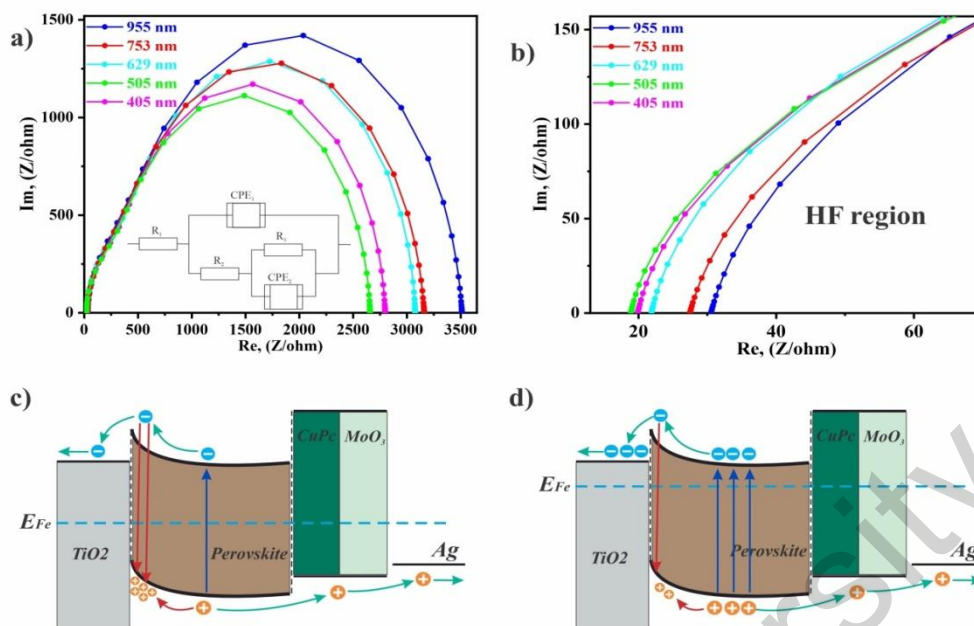 a)
1500
1000
500
0
Im, (Z/ohm)
955 nm
753 nm
629 nm
505 nm
405 nm
CPE1
R1
R2
R3
CPE2
0 500 1000 1500 2000 2500 3000 3500
Re, (Z/ohm)
b)
150
100
50
0
Im, (Z/ohm)
955 nm
753 nm
629 nm
505 nm
405 nm
HF region
20 40 60
Re, (Z/ohm)
c)
CuPc MoO3
EFe
TiO2
Perovskite
Ag
d)
CuPc MoO3
EFe
TiO2
Perovskite
Ag